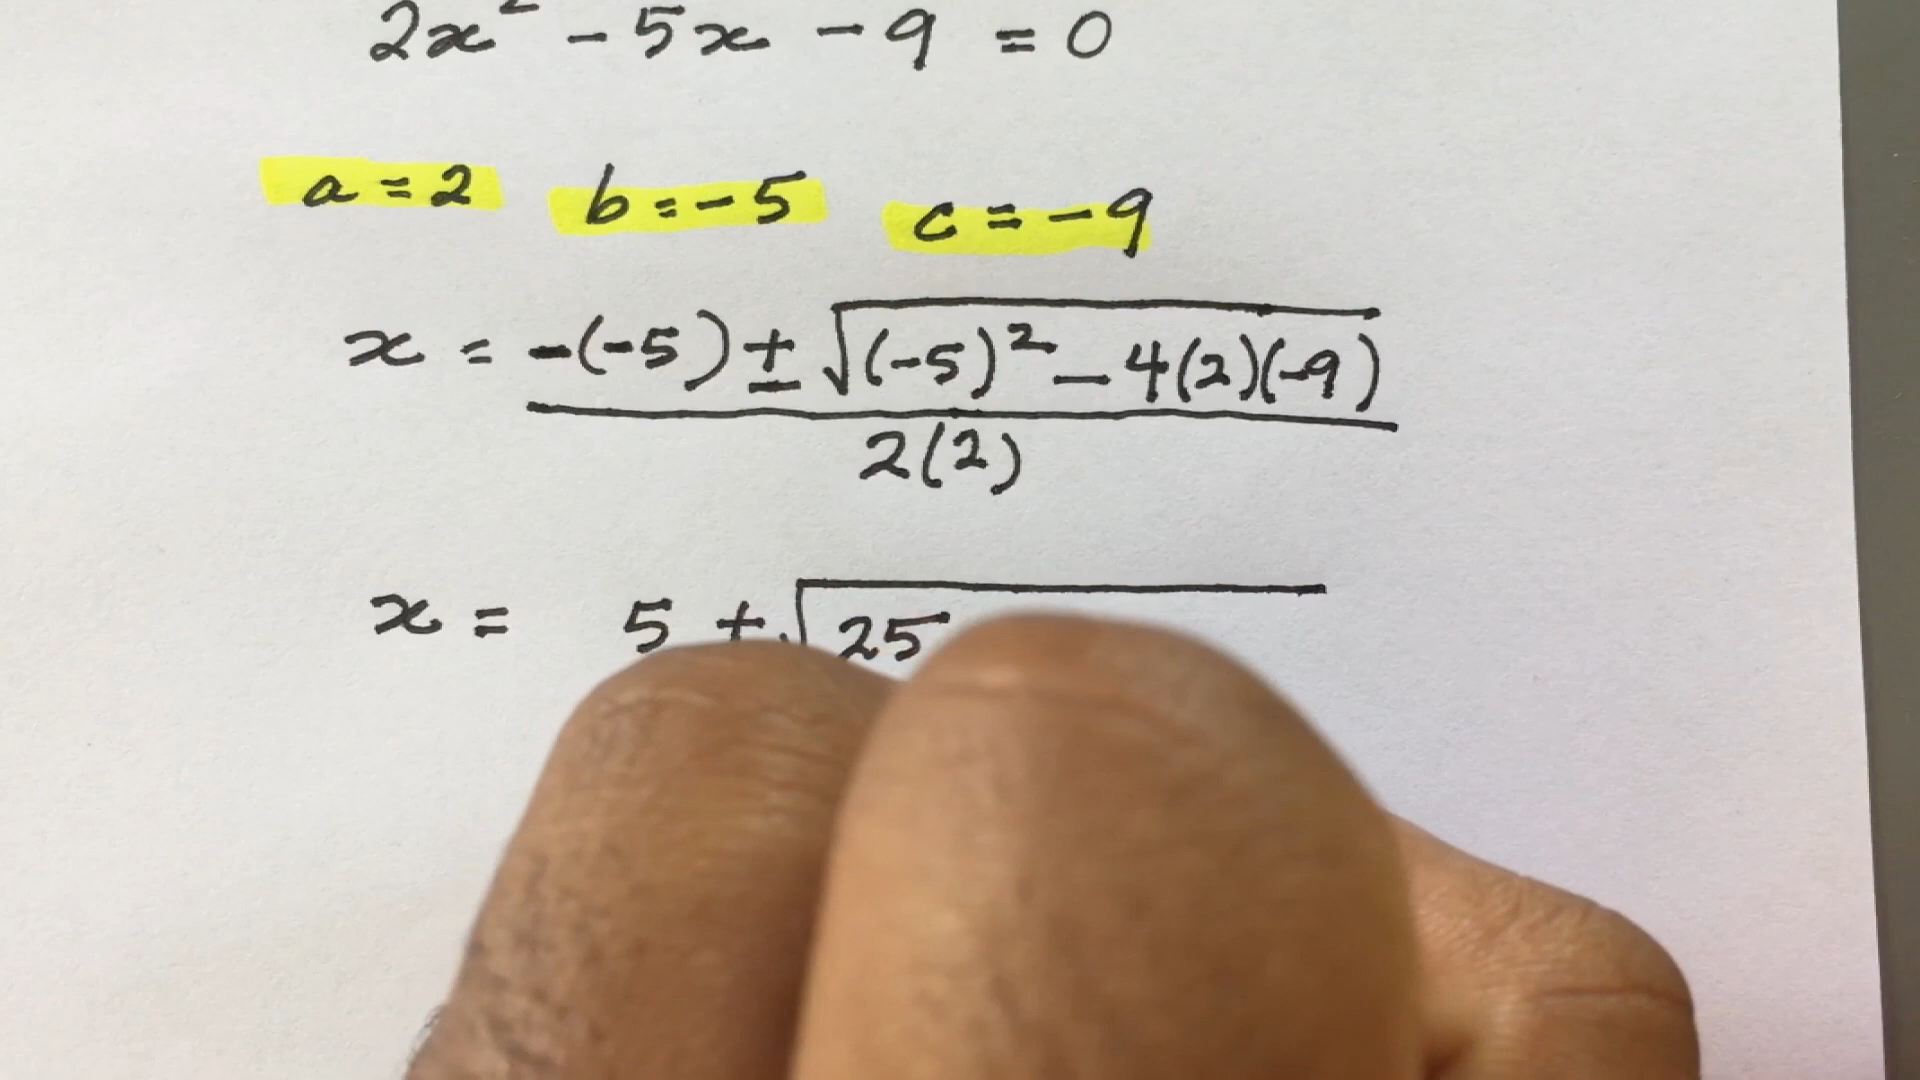 2x² - 5x - 9 = 0
a = 2 b = -5 c = -9
x = -(-5) ± √(-5)² - 4(2)(-9)
2(2)
x = 5 ± √25